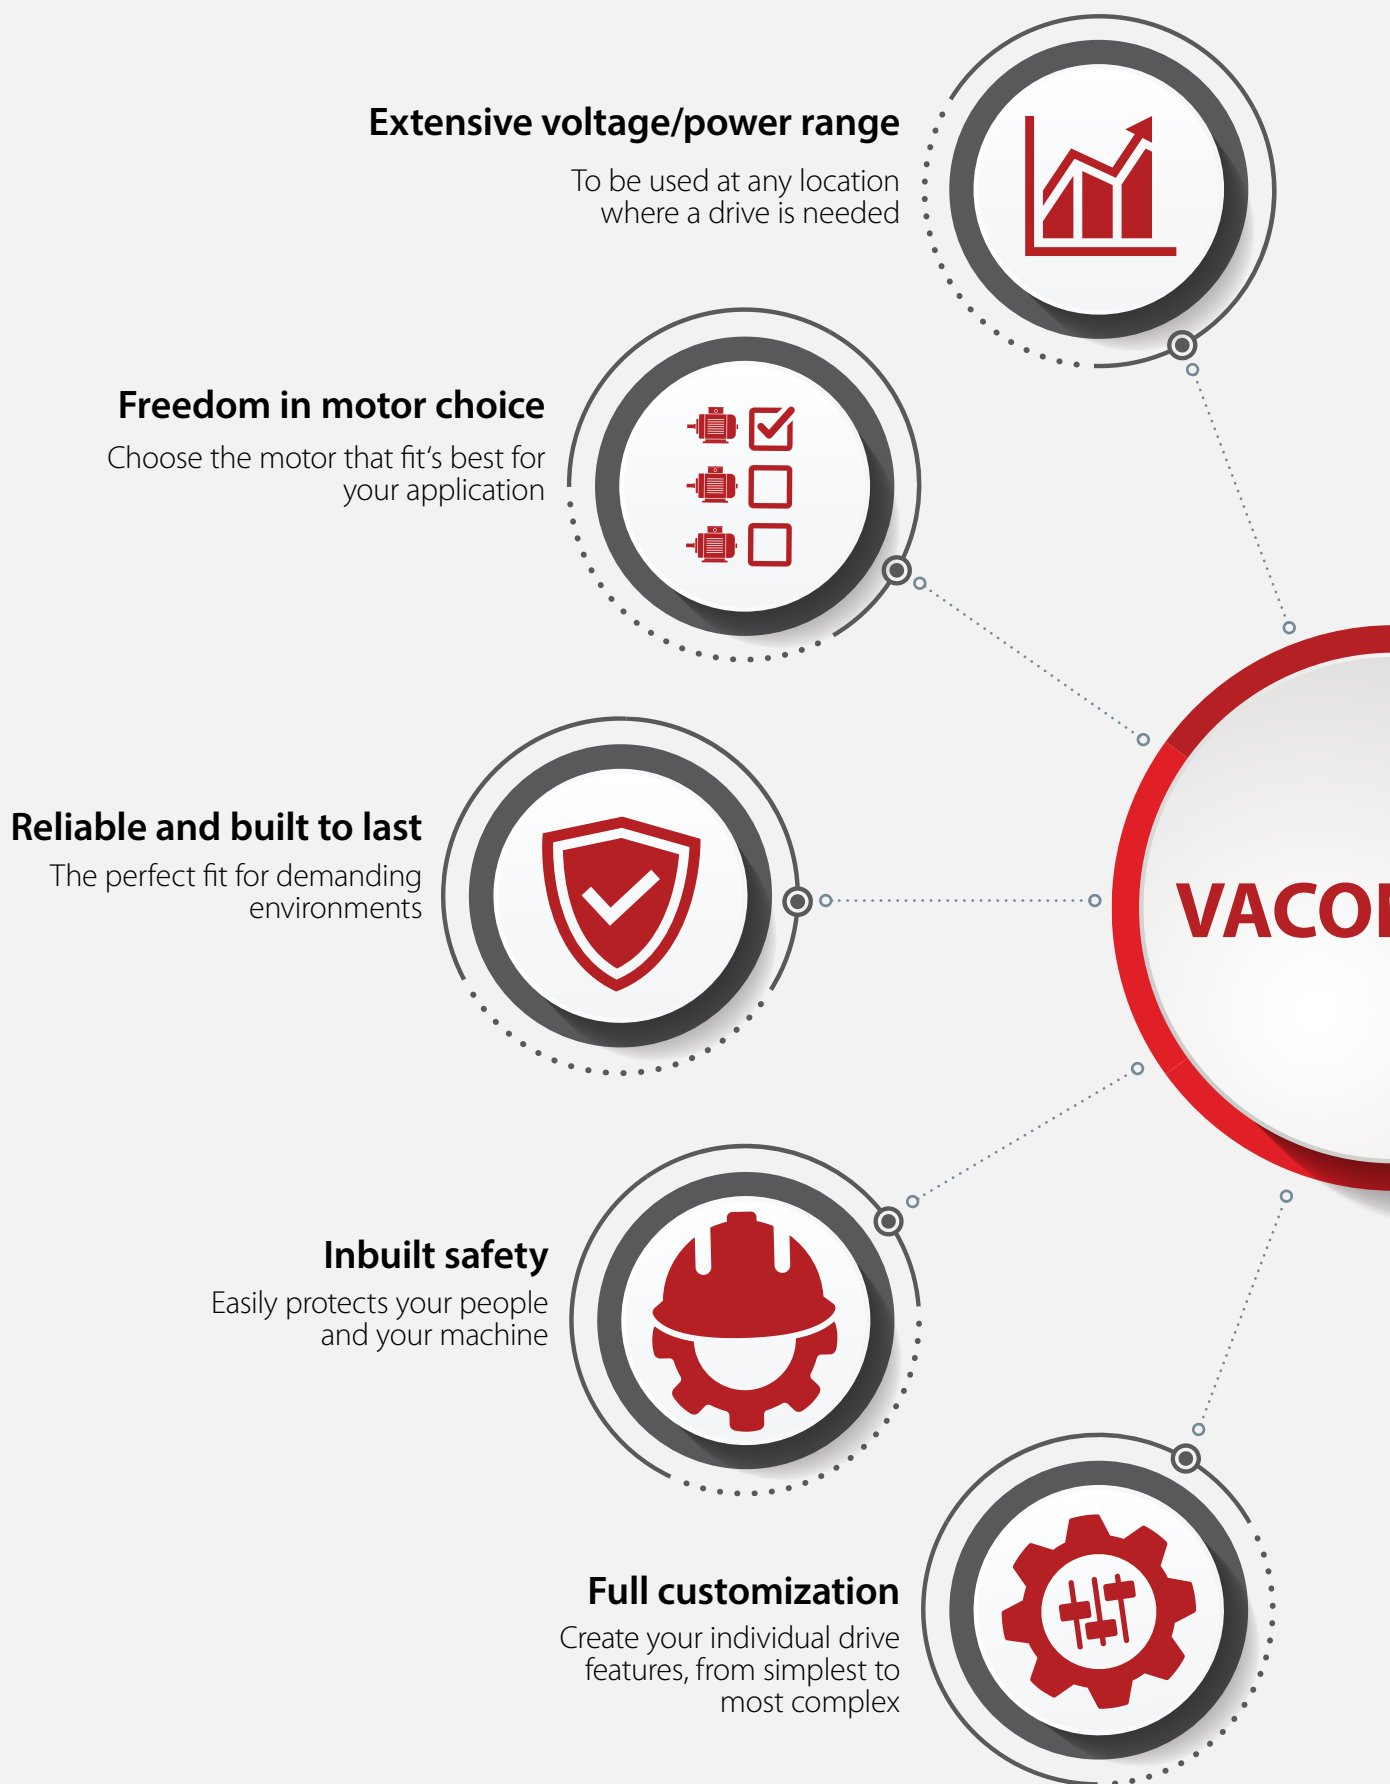 Extensive voltage/power range
To be used at any location
where a drive is needed
Freedom in motor choice
Choose the motor that fit‘s best for
your application
Reliable and built to last
The perfect fit for demanding
environments
VACO
Inbuilt safety
Easily protects your people
and your machine
Full customization
Create your individual drive
features, from simplest to
most complex